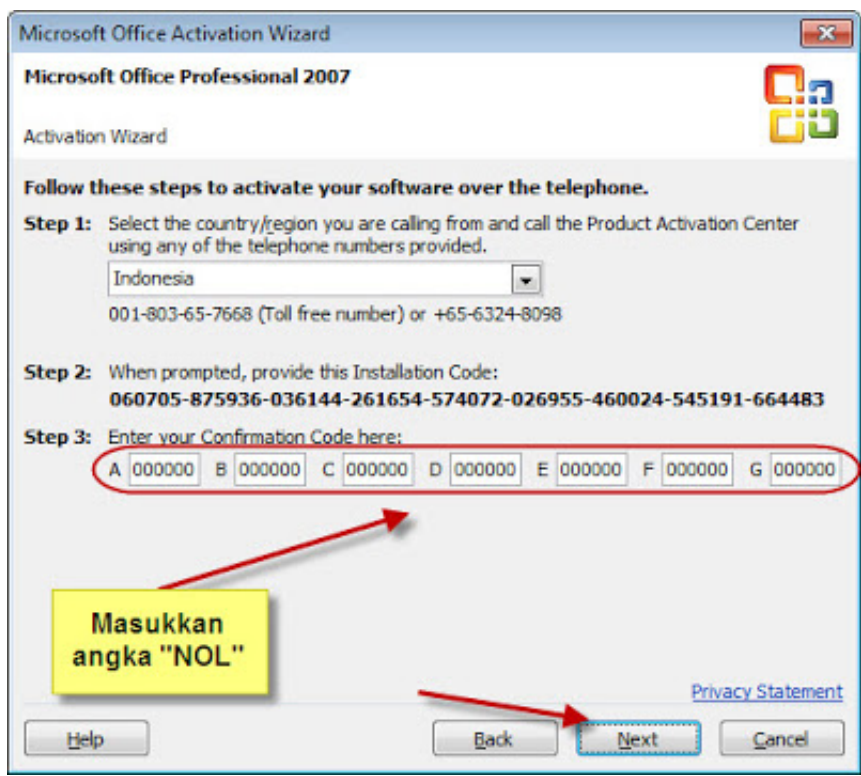 Microsoft Office Activation Wizard
Microsoft Office Professional 2007
Activation Wizard
Follow these steps to activate your software over the telephone.
Step 1: Select the country/region you are calling from and call the Product Activation Center
using any of the telephone numbers provided.
Indonesia
001-803-65-7668 (Toll free number) or +65-6324-8098
Step 2: When prompted, provide this Installation Code:
060705-875936-036144-261654-574072-026955-460024-545191-664483
Step 3: Enter your Confirmation Code here:
A 000000 B 000000 C 000000 D 000000 E 000000 F 000000 G 000000
Masukkan
angka "NOL"
Privacy Statement
Help Back Next Cancel